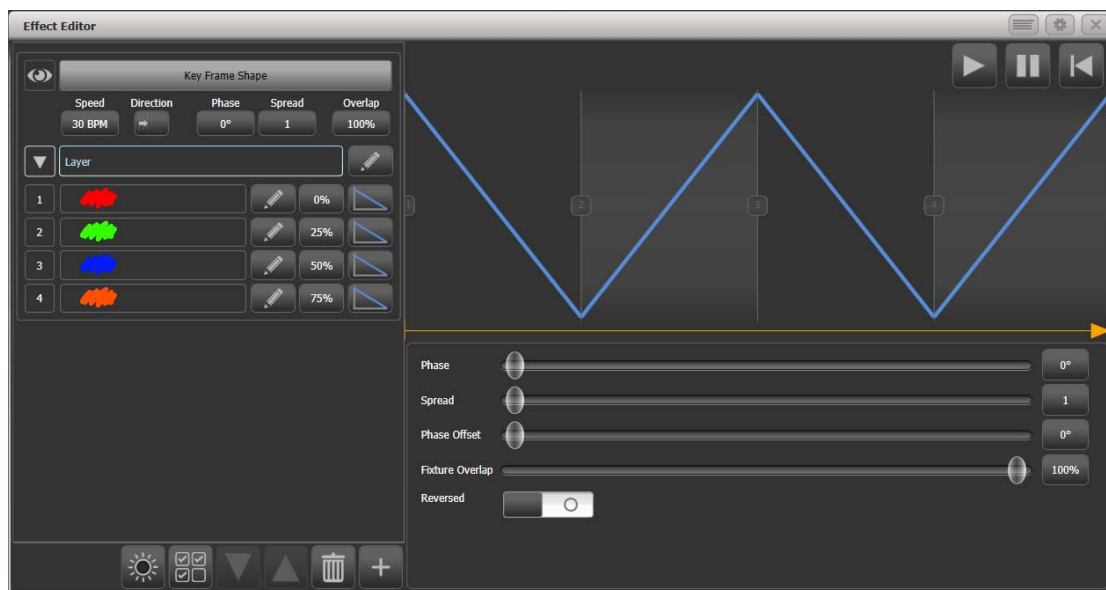 Effect Editor
Key Frame Shape
Speed Direction Phase Spread Overlap
30 BPM 0° 1 100%
Layer
1 0%
2 25%
3 50%
4 75%
1 2 3 4
Phase 0°
Spread 1
Phase Offset 0°
Fixture Overlap 100%
Reversed